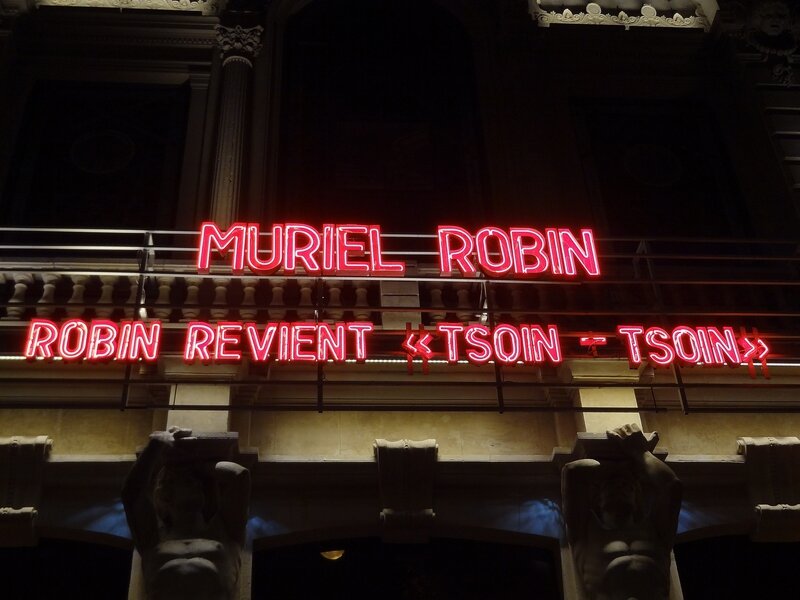 MURIEL ROBIN
ROBIN REVIENT «TSOIN - TSOIN»